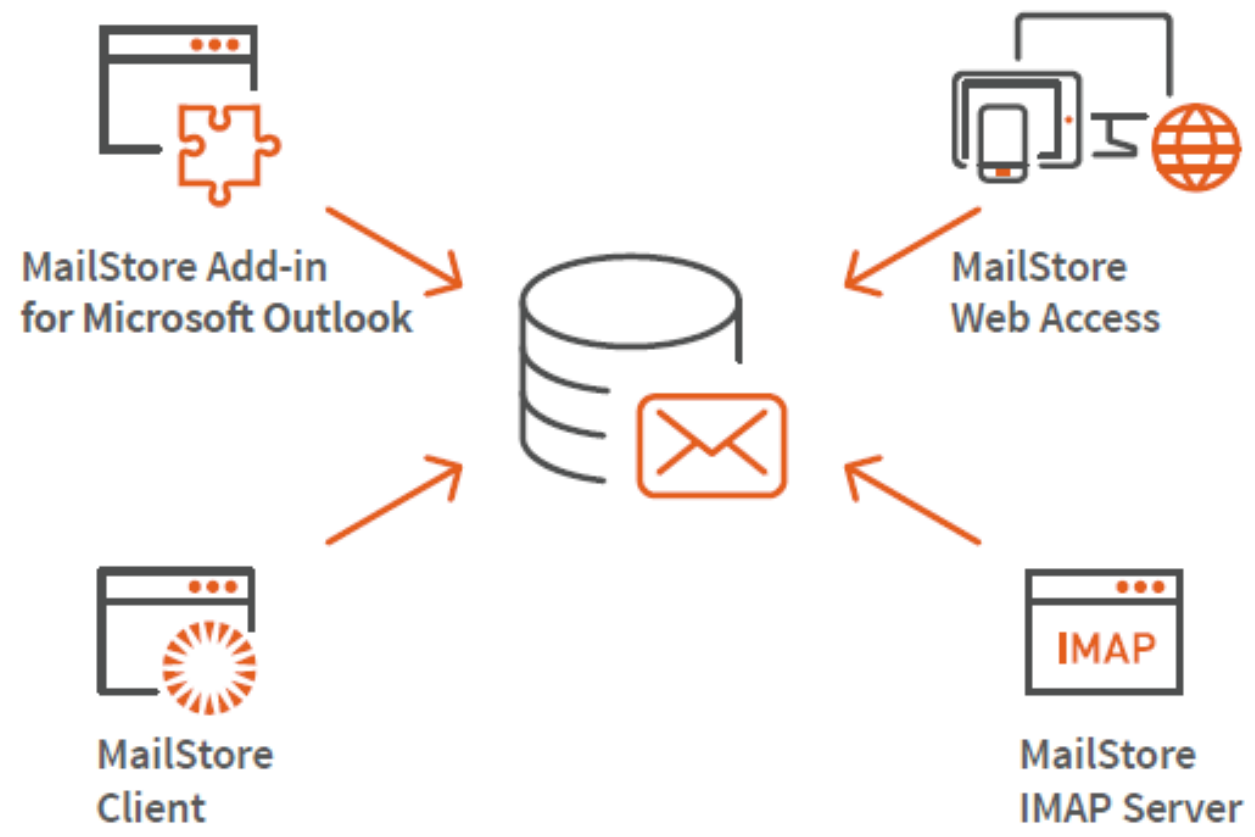 MailStore Add-in
for Microsoft Outlook
MailStore
Web Access
MailStore
Client
IMAP
MailStore
IMAP Server